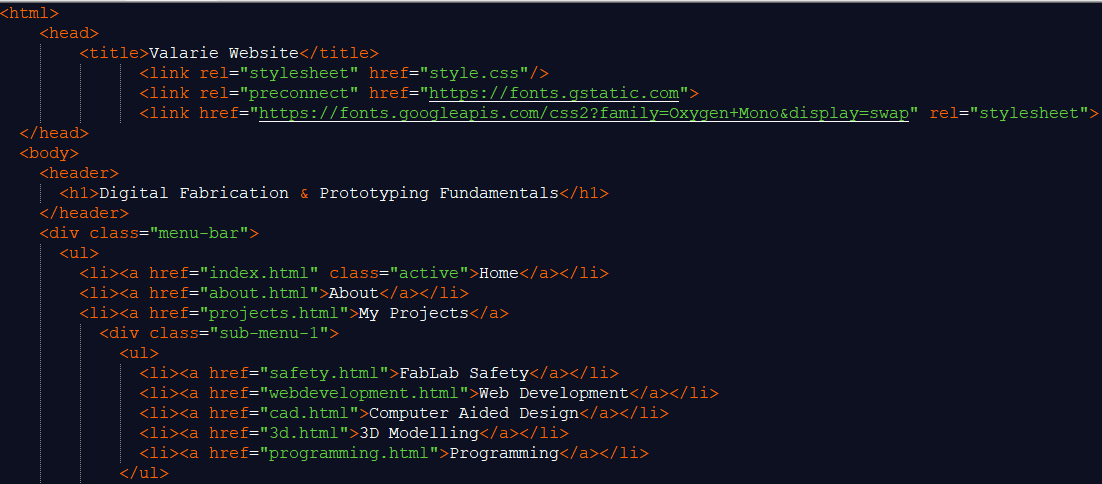 <html>
<head>
<title>Valarie Website</title>
<link rel="stylesheet" href="style.css"/>
<link rel="preconnect" href="https://fonts.gstatic.com">
<link href="https://fonts.googleapis.com/css2?family=Oxygen+Mono&display=swap" rel="stylesheet">
</head>
<body>
<header>
<h1>Digital Fabrication & Prototyping Fundamentals</h1>
</header>
<div class="menu-bar">
<ul>
<li><a href="index.html" class="active">Home</a></li>
<li><a href="about.html">About</a></li>
<li><a href="projects.html">My Projects</a>
<div class="sub-menu-1">
<ul>
<li><a href="safety.html">FabLab Safety</a></li>
<li><a href="webdevelopment.html">Web Development</a></li>
<li><a href="cad.html">Computer Aided Design</a></li>
<li><a href="3d.html">3D Modelling</a></li>
<li><a href="programming.html">Programming</a></li>
</ul>